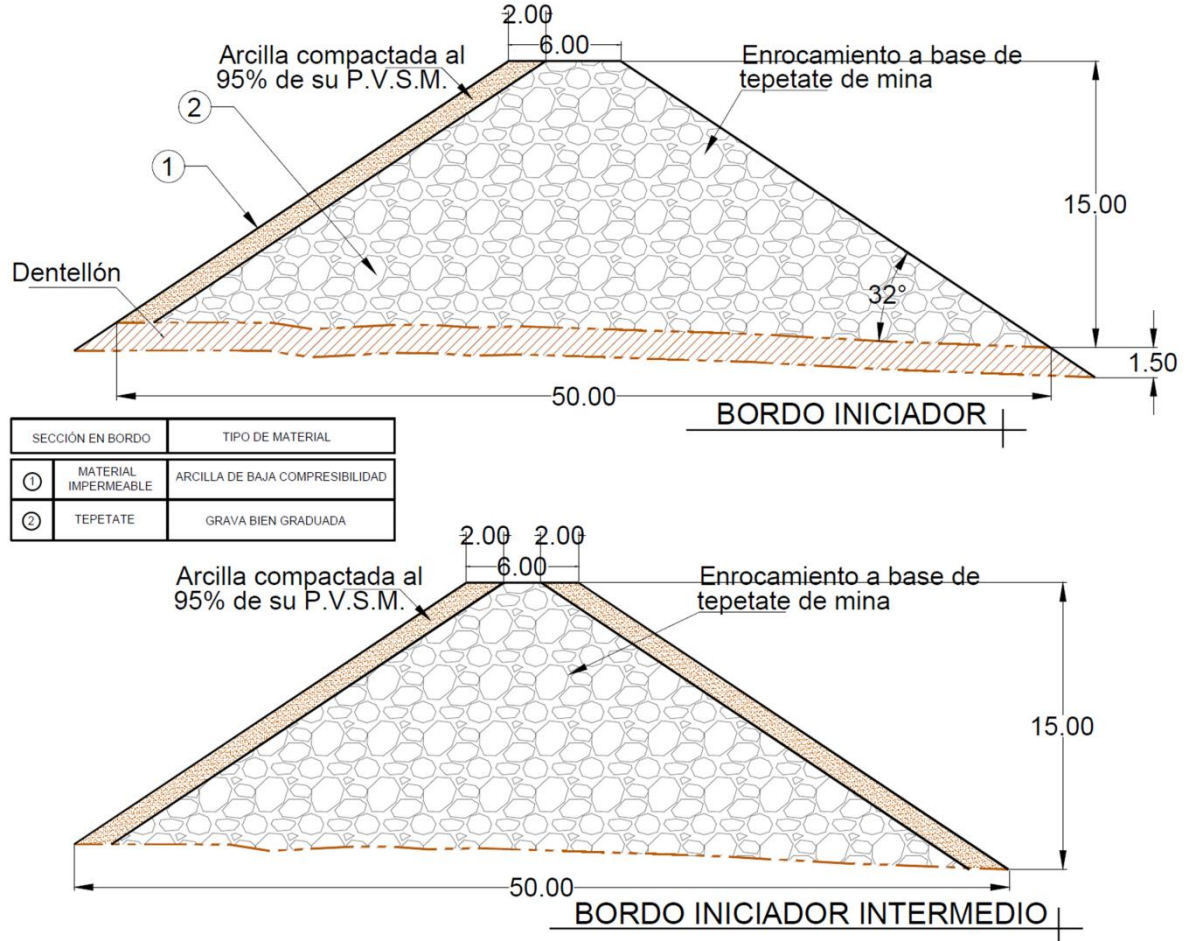 2.00
6.00
Arcilla compactada al
95% de su P.V.S.M.
Enrocamiento a base de
tepetate de mina
2
1
15.00
Dentellón
32°
1.50
50.00
BORDO INICIADOR
SECCIÓN EN BORDO TIPO DE MATERIAL
1 MATERIAL IMPERMEABLE ARCILLA DE BAJA COMPRESIBILIDAD
2 TEPETATE GRAVA BIEN GRADUADA
2.00 2.00
6.00
Arcilla compactada al
95% de su P.V.S.M.
Enrocamiento a base de
tepetate de mina
15.00
50.00
BORDO INICIADOR INTERMEDIO